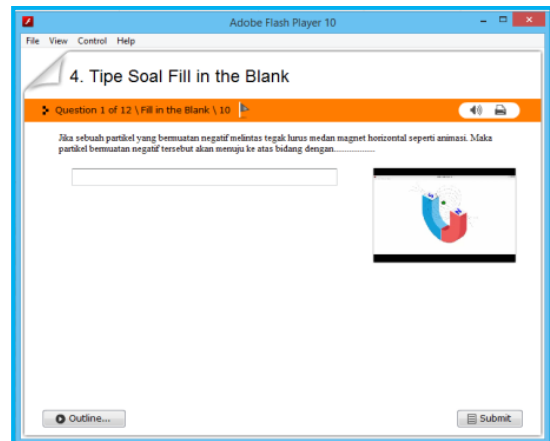 Adobe Flash Player 10
File View Control Help
4. Tipe Soal Fill in the Blank
Question 1 of 12 \ Fill in the Blank \ 10
Jika sebuah partikel yang bermuatan negatif melintas tegak lurus medan magnet horizontal seperti animasi. Maka
partikel bermuatan negatif tersebut akan menuju ke atas bidang dengan..................
Outline...
Submit